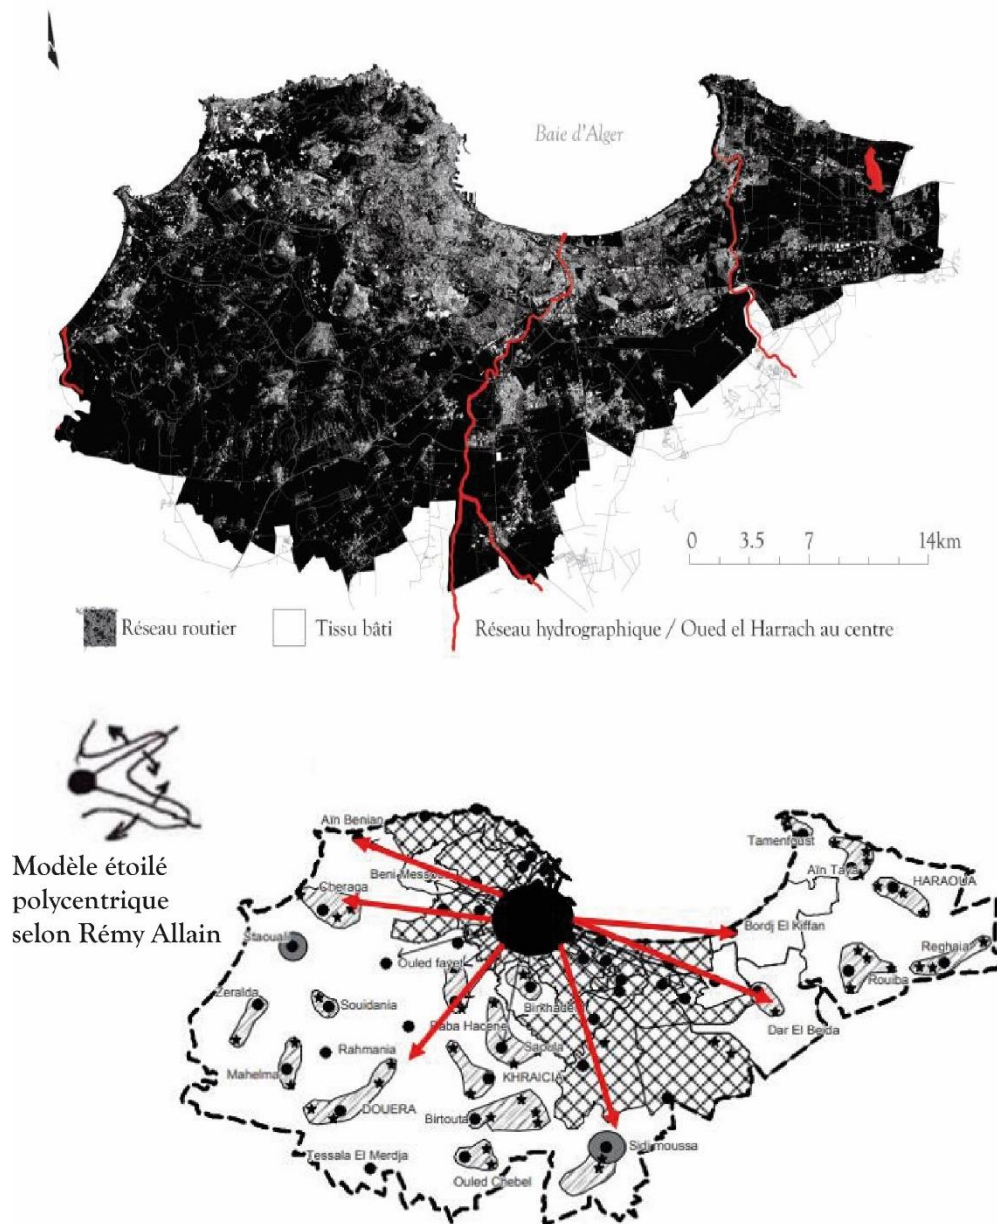 Baie d'Alger
0 3.5 7 14km
Réseau routier
Tissu bâti
Réseau hydrographique / Oued el Harrach au centre
Modèle étoilé
polycentrique
selon Rémy Allain
Aïn Benian
Tamenfoust
Beni Messous
Aïn Taya
HARAOUA
Cheraga
Bordj El Kiffan
Staouali
Reghaia
Ouled fayet
Rouiba
Zeralda
Souidania
Birkhadem
Baba Hacene
Dar El Beida
Rahmania
Saoula
Mahelma
KHRAICIA
DOUERA
Birtouta
Sidi moussa
Tessala El Merdja
Ouled Chebel